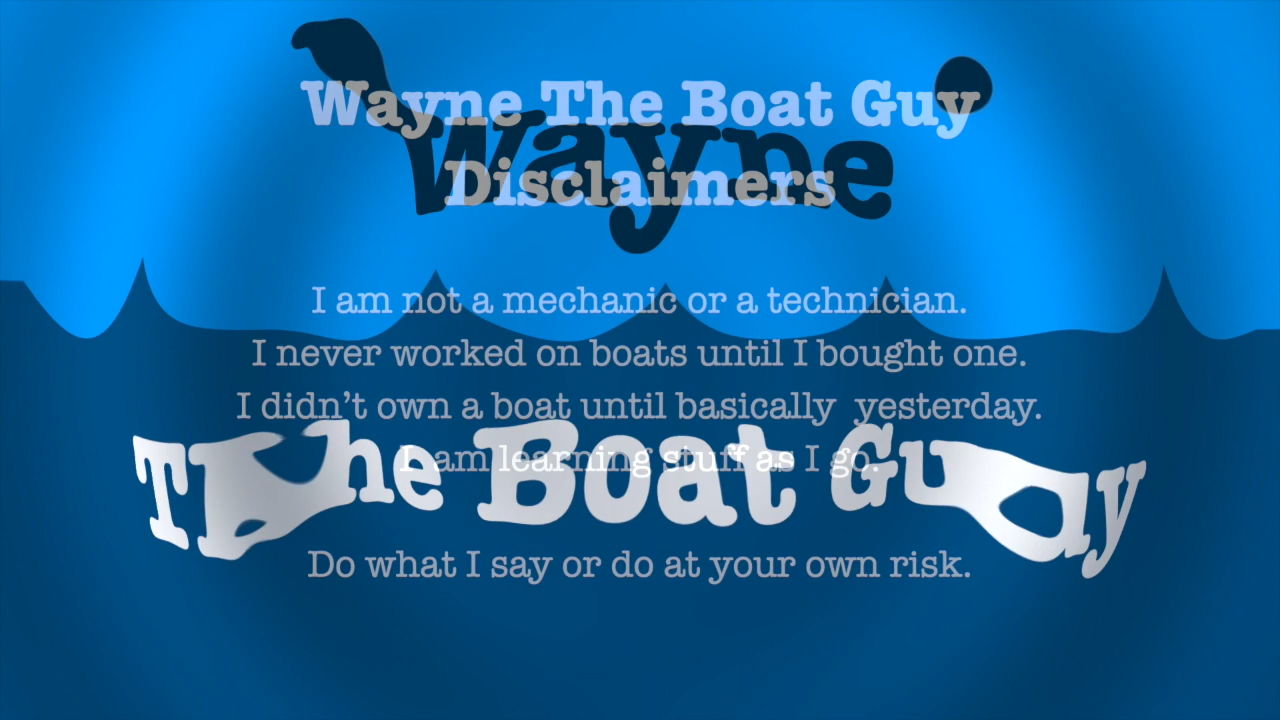 Wayne The Boat Guy
Wayne
Disclaimers
I am not a mechanic or a technician.
I never worked on boats until I bought one.
I didn't own a boat until basically yesterday.
The Boat Guy
I am learning stuff as I go.
Do what I say or do at your own risk.